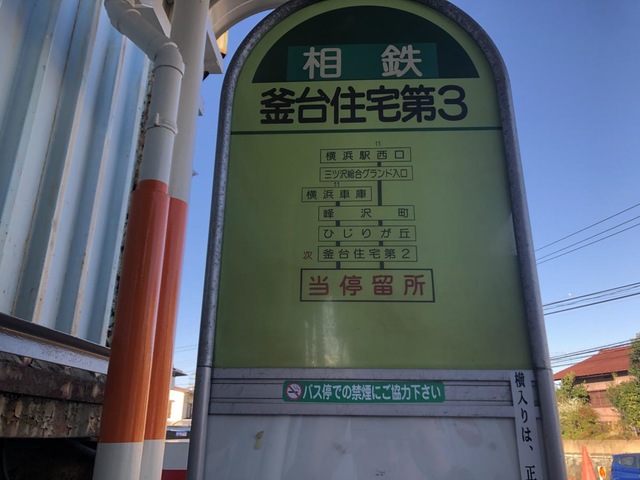 相鉄
釜台住宅第3
11
横浜駅西口
三ツ沢総合グランド入口
11
横浜車庫
峰沢町
ひじりが丘
次 釜台住宅第2
当停留所
バス停での禁煙にご協力下さい
横入りは、正